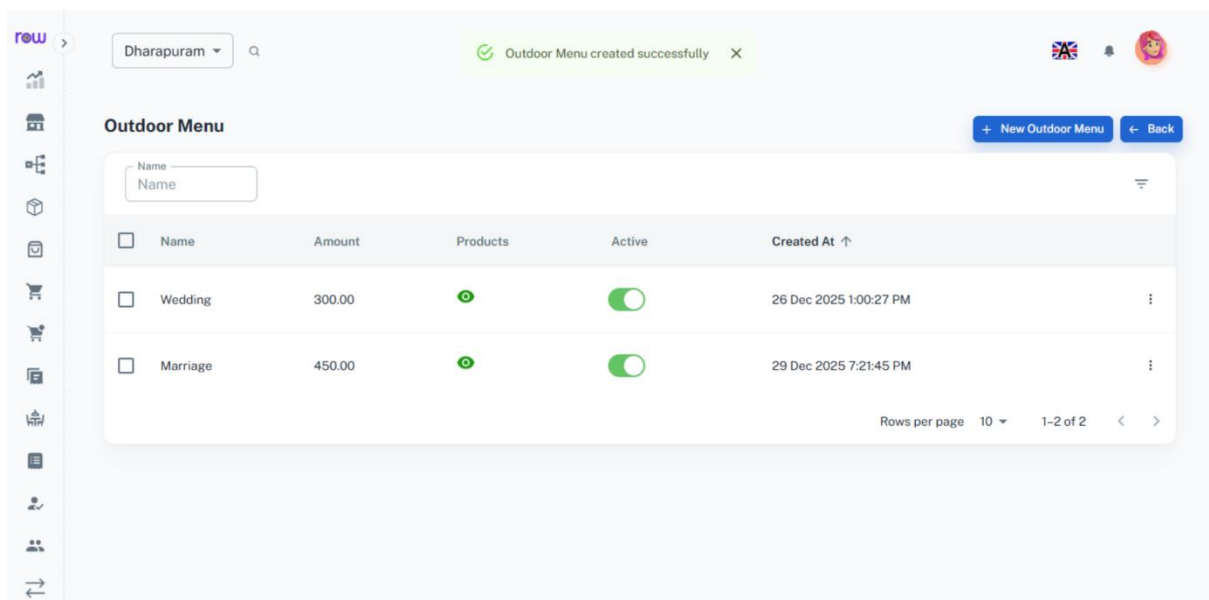 row
Dharapuram
Outdoor Menu created successfully
A
Outdoor Menu
+ New Outdoor Menu
← Back
Name
Name
Name Amount Products Active Created At ↑
Wedding 300.00 26 Dec 2025 1:00:27 PM
Marriage 450.00 29 Dec 2025 7:21:45 PM
Rows per page 10 1–2 of 2